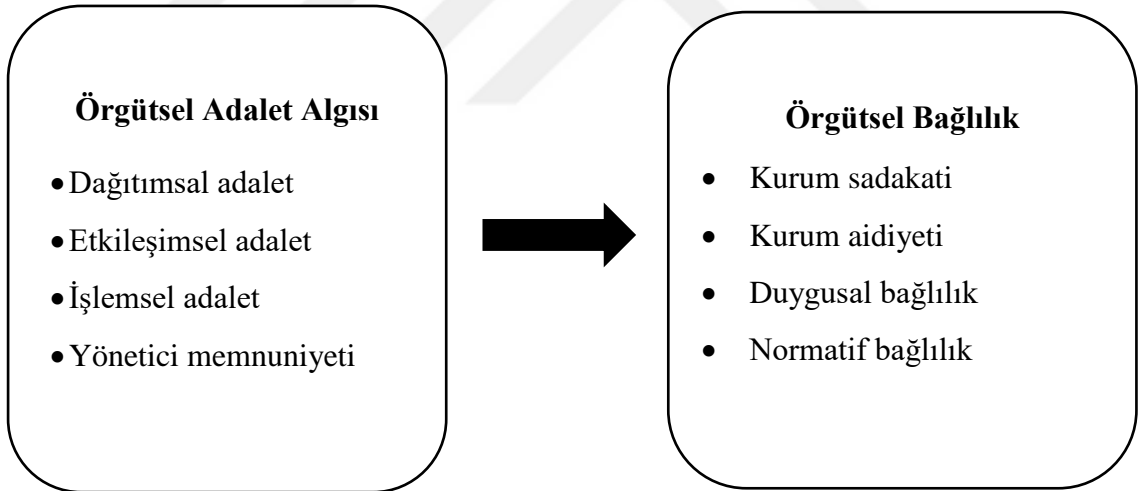 Örgütsel Adalet Algısı
• Dağıtımsal adalet
• Etkileşimsel adalet
• İşlemsel adalet
• Yönetici memnuniyeti
Örgütsel Bağlılık
• Kurum sadakati
• Kurum aidiyeti
• Duygusal bağlılık
• Normatif bağlılık